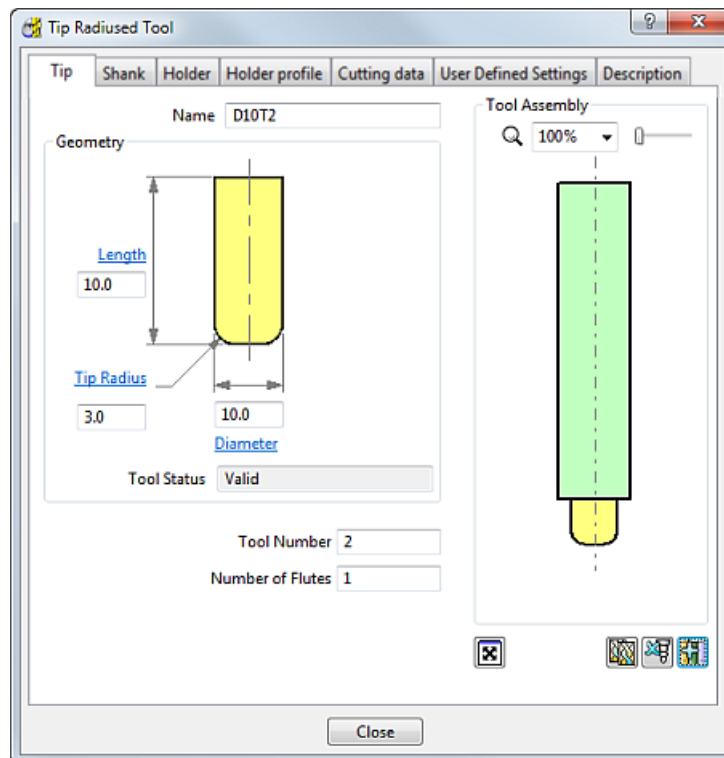 Tip Radiused Tool
Tip Shank Holder Holder profile Cutting data User Defined Settings Description
Name D10T2
Geometry
Length
10.0
Tip Radius
3.0
10.0
Diameter
Tool Status Valid
Tool Number 2
Number of Flutes 1
Tool Assembly
100%
Close